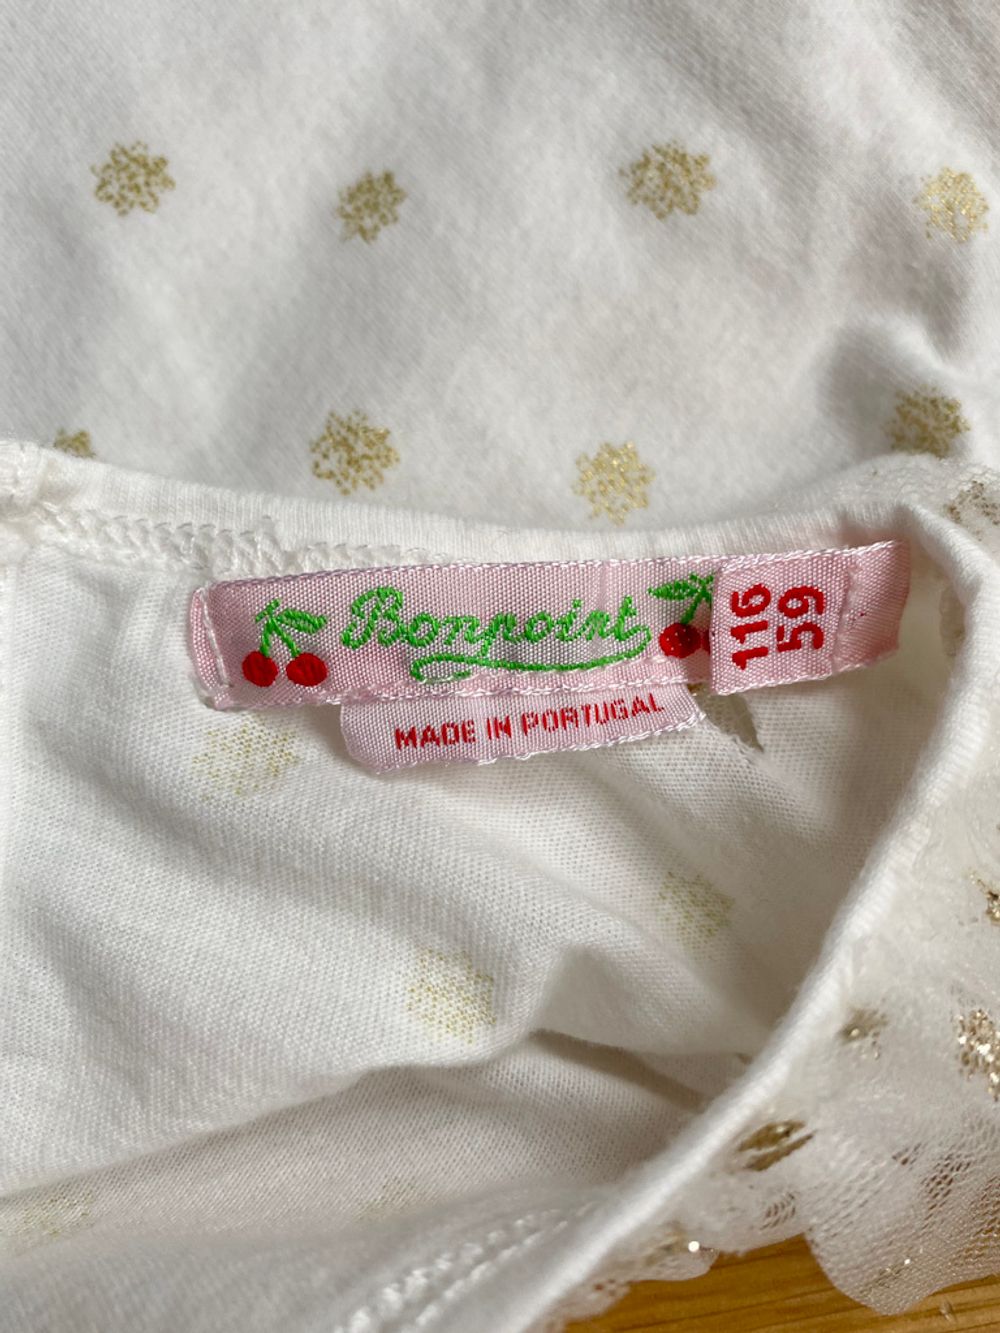 Bonpoint
116
59
MADE IN PORTUGAL